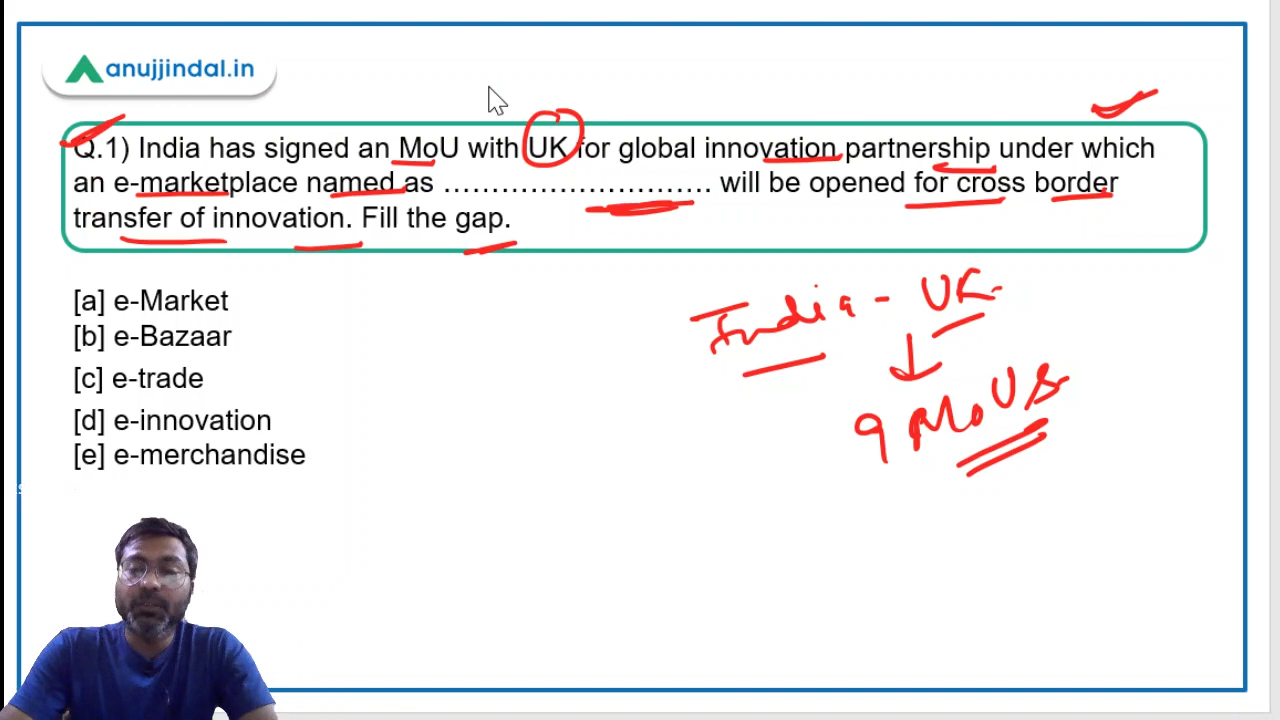 anujjindal.in
Q.1) India has signed an MoU with UK for global innovation partnership under which
an e-marketplace named as ………………………. will be opened for cross border
transfer of innovation. Fill the gap.
[a] e-Market
[b] e-Bazaar
[c] e-trade
[d] e-innovation
[e] e-merchandise
India - UK
9 MoUs